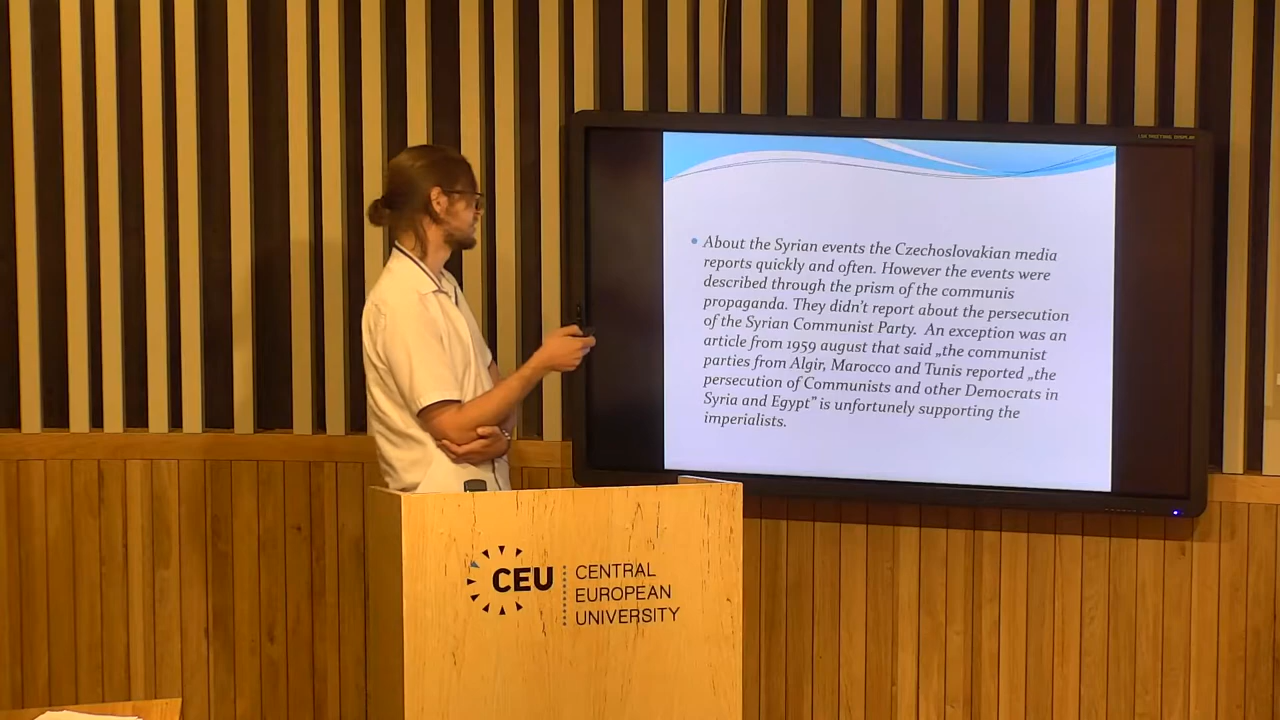 About the Syrian events the Czechoslovakian media
reports quickly and often. However the events were
described through the prism of the communis
propaganda. They didn't report about the persecution
of the Syrian Communist Party. An exception was an
article from 1959 august that said „the communist
parties from Algir, Marocco and Tunis reported „the
persecution of Communists and other Democrats in
Syria and Egypt” is unfortunely supporting the
imperialists.
CEU
CENTRAL
EUROPEAN
UNIVERSITY